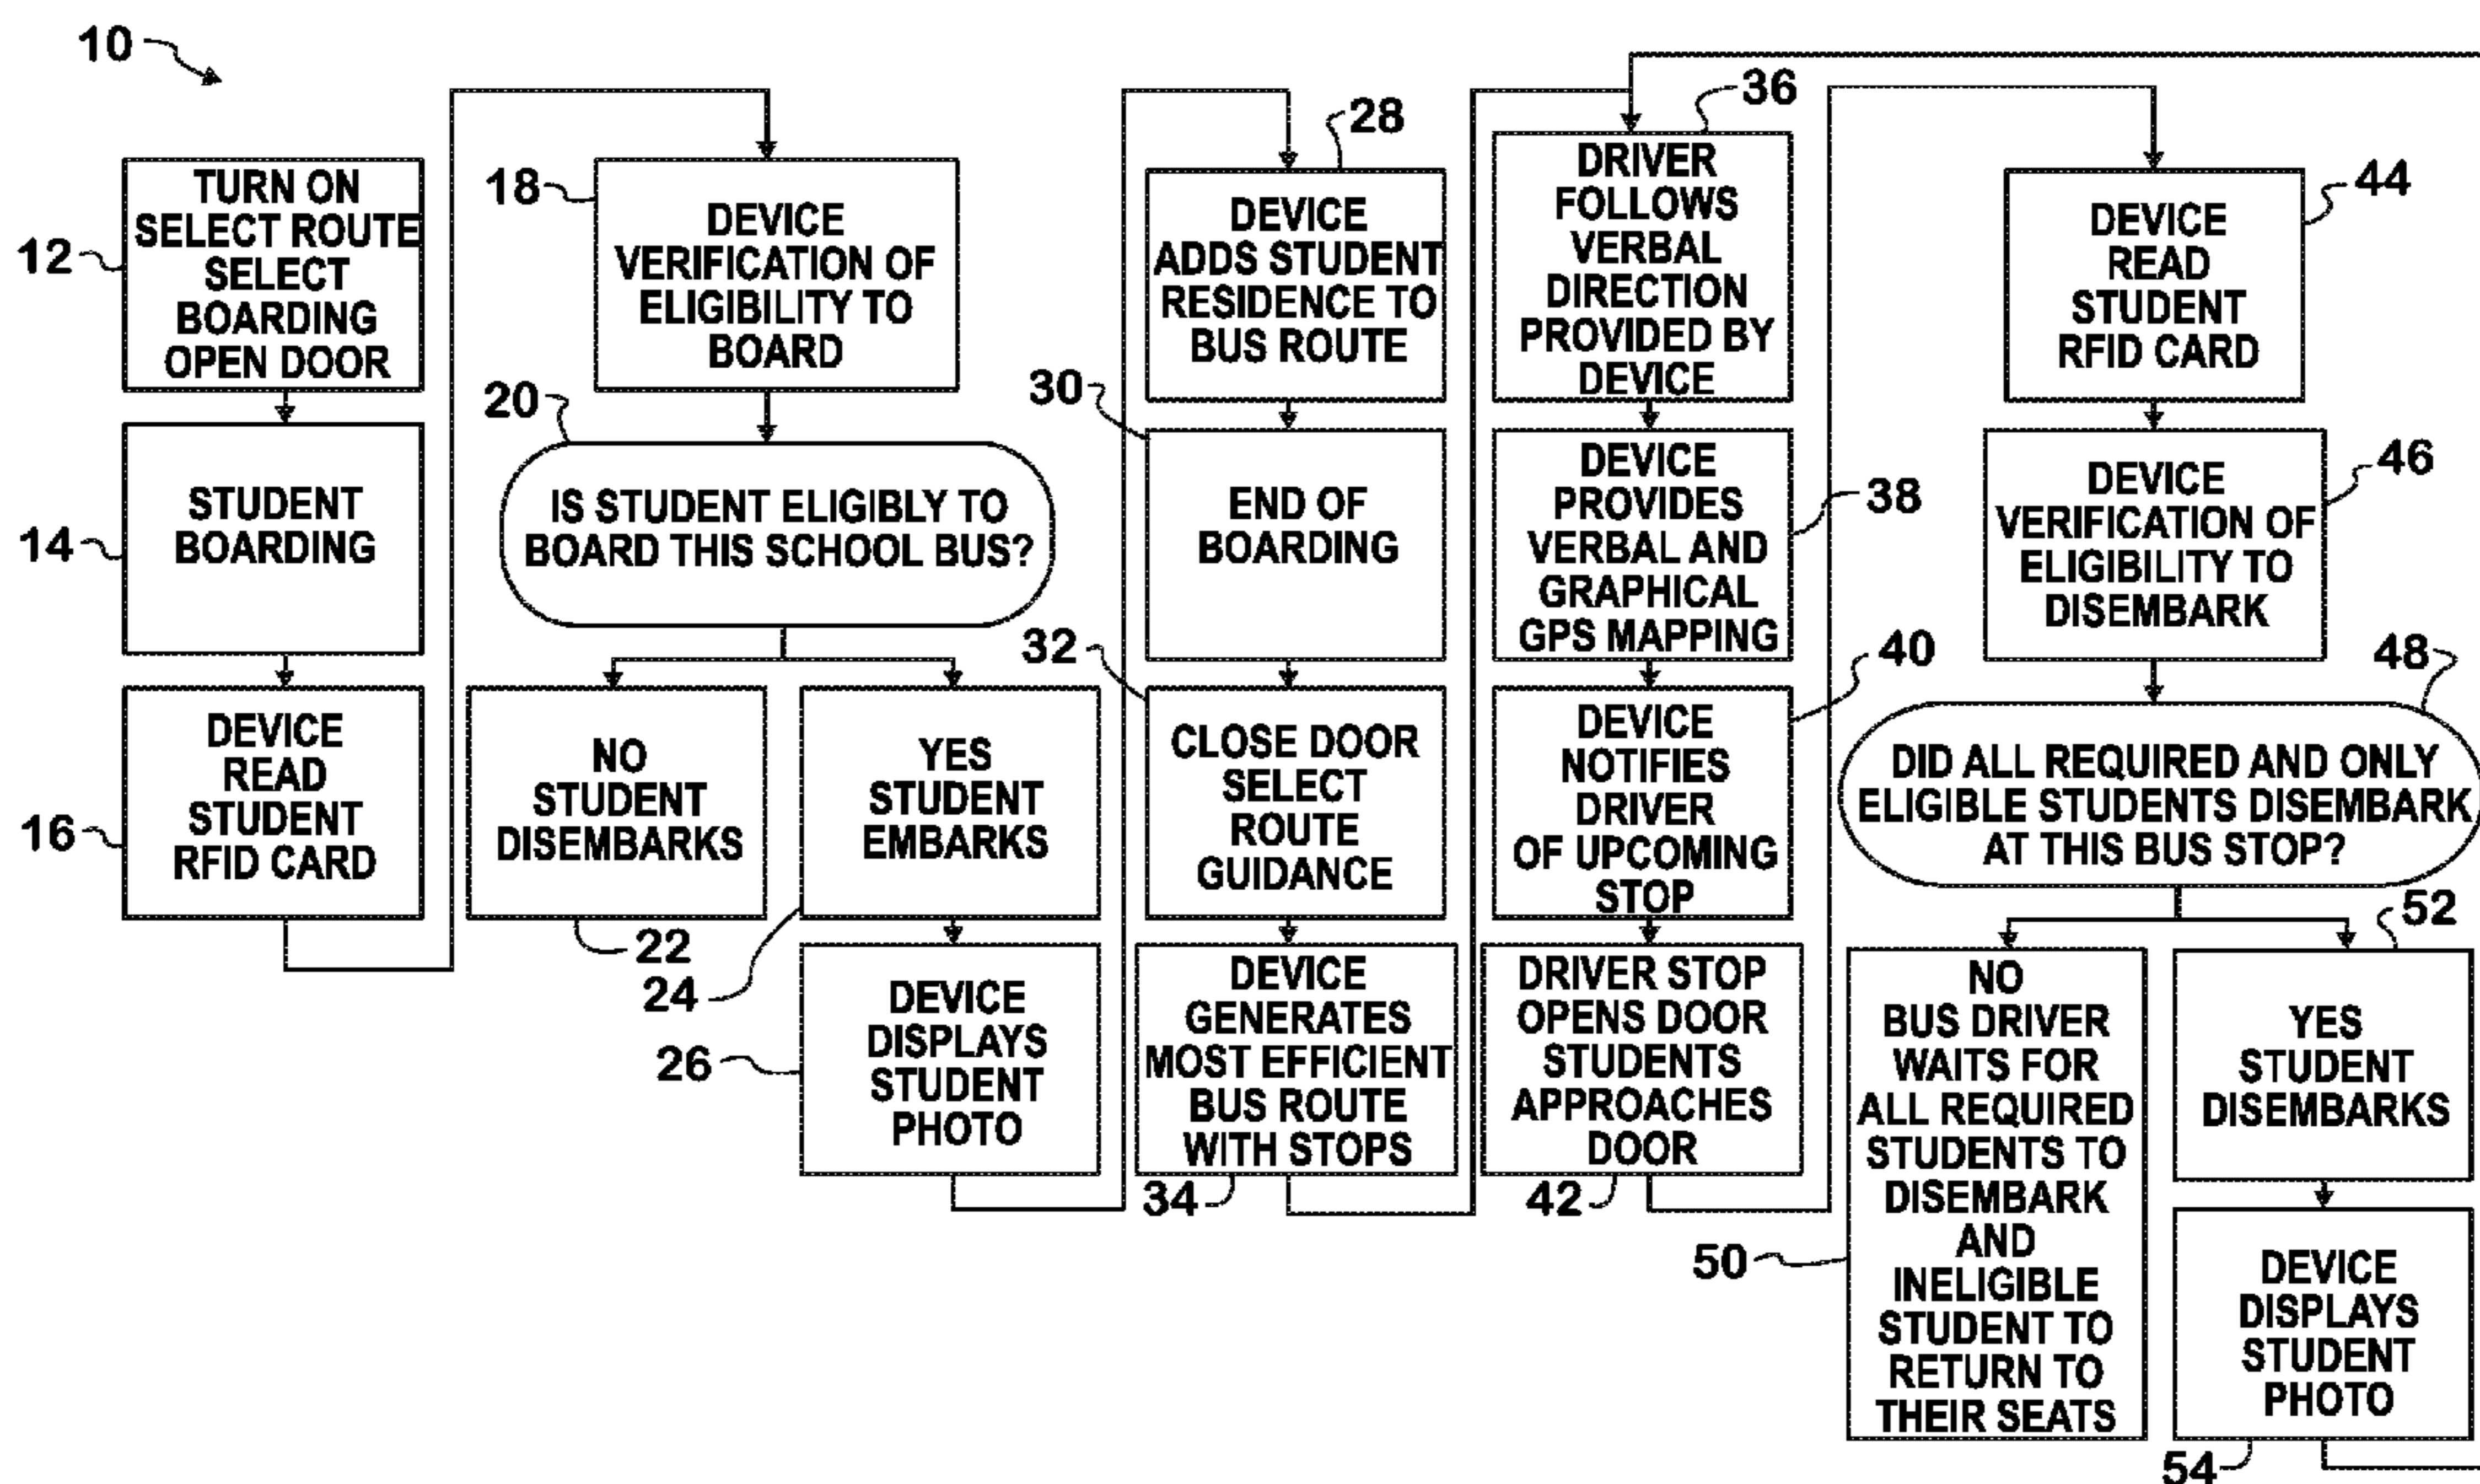 10
12
TURN ON
SELECT ROUTE
SELECT
BOARDING
OPEN DOOR
14
STUDENT
BOARDING
16
DEVICE
READ
STUDENT
RFID CARD
18
DEVICE
VERIFICATION OF
ELIGIBILITY TO
BOARD
20
IS STUDENT ELIGIBLY TO
BOARD THIS SCHOOL BUS?
NO
STUDENT
DISEMBARKS
22
YES
STUDENT
EMBARKS
24
26
DEVICE
DISPLAYS
STUDENT
PHOTO
28
DEVICE
ADDS STUDENT
RESIDENCE TO
BUS ROUTE
30
END OF
BOARDING
32
CLOSE DOOR
SELECT
ROUTE
GUIDANCE
DEVICE
GENERATES
MOST EFFICIENT
BUS ROUTE
WITH STOPS
34
36
DRIVER
FOLLOWS
VERBAL
DIRECTION
PROVIDED BY
DEVICE
38
DEVICE
PROVIDES
VERBAL AND
GRAPHICAL
GPS MAPPING
40
DEVICE
NOTIFIES
DRIVER
OF UPCOMING
STOP
DRIVER STOP
OPENS DOOR
STUDENTS
APPROACHES
DOOR
42
44
DEVICE
READ
STUDENT
RFID CARD
46
DEVICE
VERIFICATION OF
ELIGIBILITY TO
DISEMBARK
48
DID ALL REQUIRED AND ONLY
ELIGIBLE STUDENTS DISEMBARK
AT THIS BUS STOP?
50
NO
BUS DRIVER
WAITS FOR
ALL REQUIRED
STUDENTS TO
DISEMBARK
AND
INELIGIBLE
STUDENT TO
RETURN TO
THEIR SEATS
52
YES
STUDENT
DISEMBARKS
DEVICE
DISPLAYS
STUDENT
PHOTO
54